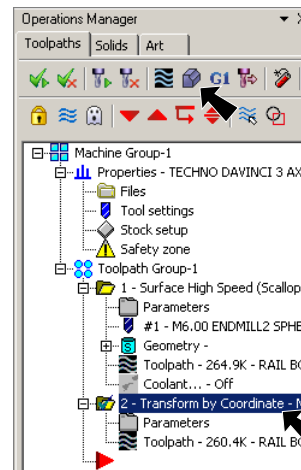 Operations Manager
Toolpaths Solids Art
G1
Machine Group-1
Properties - TECHNO DAVINCI 3 AX
Files
Tool settings
Stock setup
Safety zone
Toolpath Group-1
1 - Surface High Speed (Scallop
Parameters
#1 - M6.00 ENDMILL2 SPHE
Geometry -
Toolpath - 264.9K - RAIL BO
Coolant... - Off
2 - Transform by Coordinate -
Parameters
Toolpath - 260.4K - RAIL BO